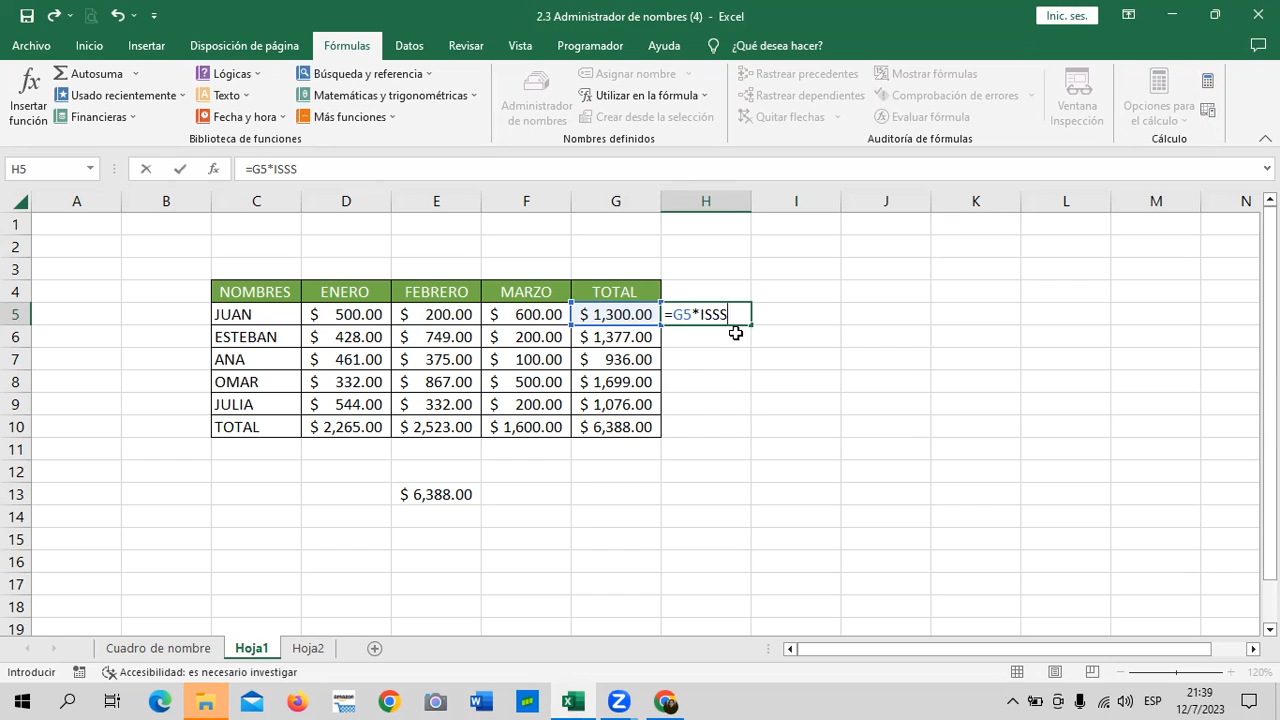 2.3 Administrador de nombres (4) - Excel
Inic. ses.
Archivo Inicio Insertar Disposición de página Fórmulas Datos Revisar Vista Programador Ayuda ¿Qué desea hacer?
Insertar función
Autosuma
Usado recientemente
Financieras
Lógicas
Texto
Fecha y hora
Búsqueda y referencia
Matemáticas y trigonométricas
Más funciones
Biblioteca de funciones
Administrador de nombres
Asignar nombre
Utilizar en la fórmula
Crear desde la selección
Nombres definidos
Rastrear precedentes
Rastrear dependientes
Quitar flechas
Mostrar fórmulas
Comprobación de errores
Evaluar fórmula
Auditoría de fórmulas
Ventana Inspección
Opciones para el cálculo
Cálculo
H5 fx =G5*ISSS
A B C D E F G H I J K L M N
1
2
3
4 NOMBRES ENERO FEBRERO MARZO TOTAL
5 JUAN $ 500.00 $ 200.00 $ 600.00 $ 1,300.00 =G5*ISSS
6 ESTEBAN $ 428.00 $ 749.00 $ 200.00 $ 1,377.00
7 ANA $ 461.00 $ 375.00 $ 100.00 $ 936.00
8 OMAR $ 332.00 $ 867.00 $ 500.00 $ 1,699.00
9 JULIA $ 544.00 $ 332.00 $ 200.00 $ 1,076.00
10 TOTAL $ 2,265.00 $ 2,523.00 $ 1,600.00 $ 6,388.00
11
12
13 $ 6,388.00
14
15
16
17
18
19
Cuadro de nombre Hoja1 Hoja2
Introducir Accesibilidad: es necesario investigar 120%
ESP 21:39
12/7/2023